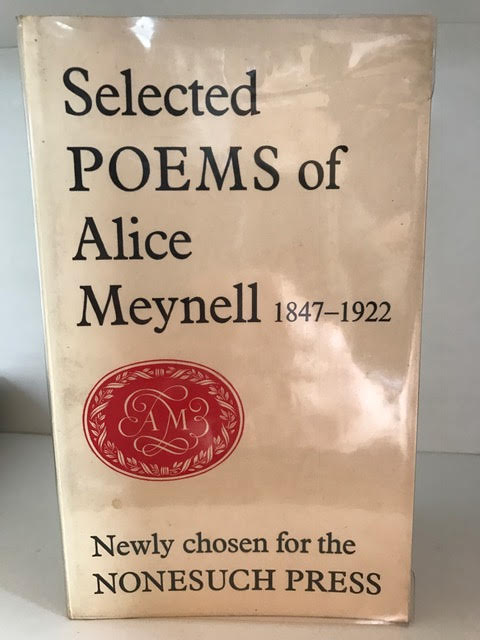 Selected
POEMS of
Alice
Meynell 1847–1922
AM
Newly chosen for the
NONESUCH PRESS